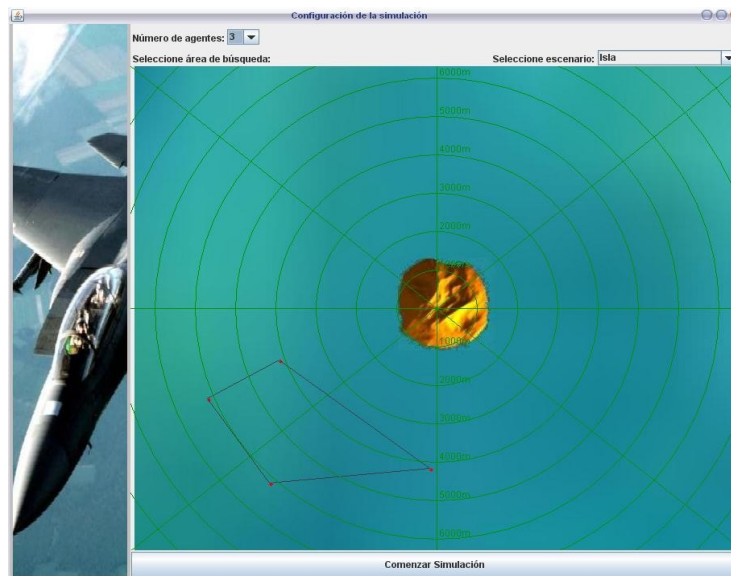 Configuración de la simulación
Número de agentes: 3
Seleccione área de búsqueda:
Seleccione escenario: Isla
6000m
5000m
4000m
3000m
2000m
1000m
1000m
2000m
3000m
4000m
5000m
6000m
Comenzar Simulación